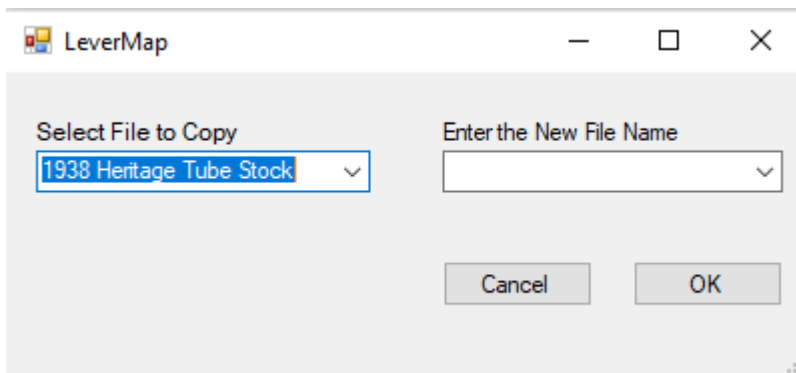 LeverMap
Select File to Copy
Enter the New File Name
1938 Heritage Tube Stock
Cancel
OK